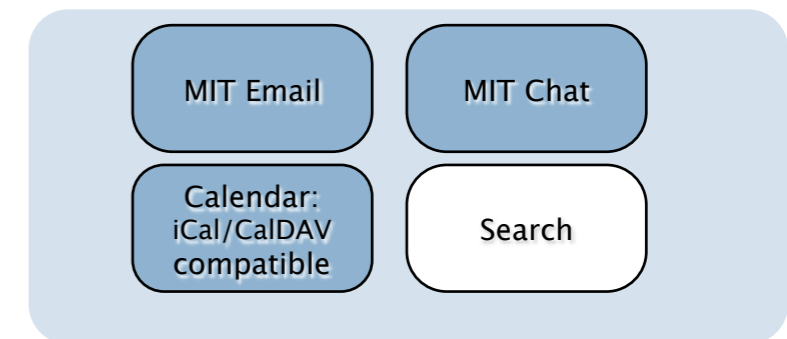 MIT Email
MIT Chat
Calendar:
iCal/CalDAV
compatible
Search